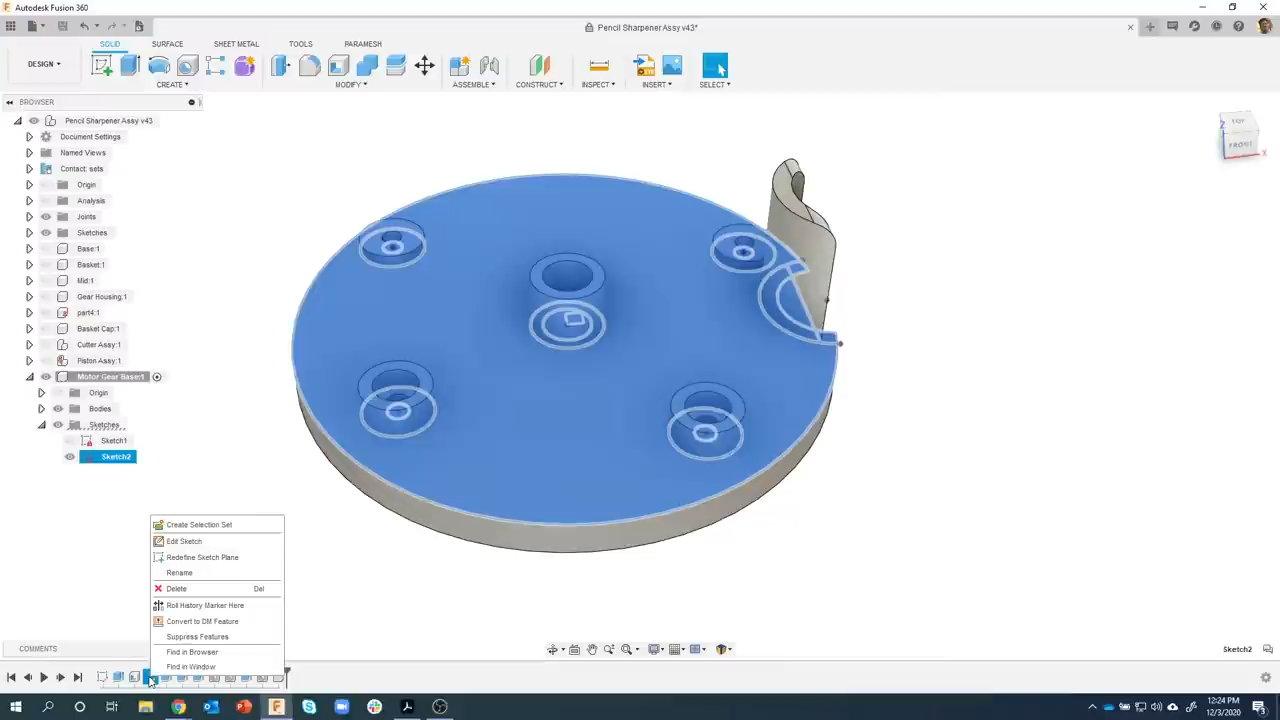 Autodesk Fusion 360
Pencil Sharpener Assy v43*
SOLID SURFACE SHEET METAL TOOLS PARAMESH
DESIGN
CREATE MODIFY ASSEMBLE CONSTRUCT INSPECT INSERT SELECT
BROWSER
Pencil Sharpener Assy v43
Document Settings
Named Views
Contact: sets
Origin
Analysis
Joints
Sketches
Base:1
Basket:1
Mid:1
Gear Housing:1
part4:1
Basket Cap:1
Cutter Assy:1
Piston Assy:1
Motor Gear Base:1
Origin
Bodies
Sketches
Sketch1
Sketch2
TOP
FRONT
Z
X
Create Selection Set
Edit Sketch
Redefine Sketch Plane
Rename
Delete Del
Roll History Marker Here
Convert to DM Feature
Suppress Features
Find in Browser
Find in Window
COMMENTS
Sketch2
12:24 PM
12/3/2020